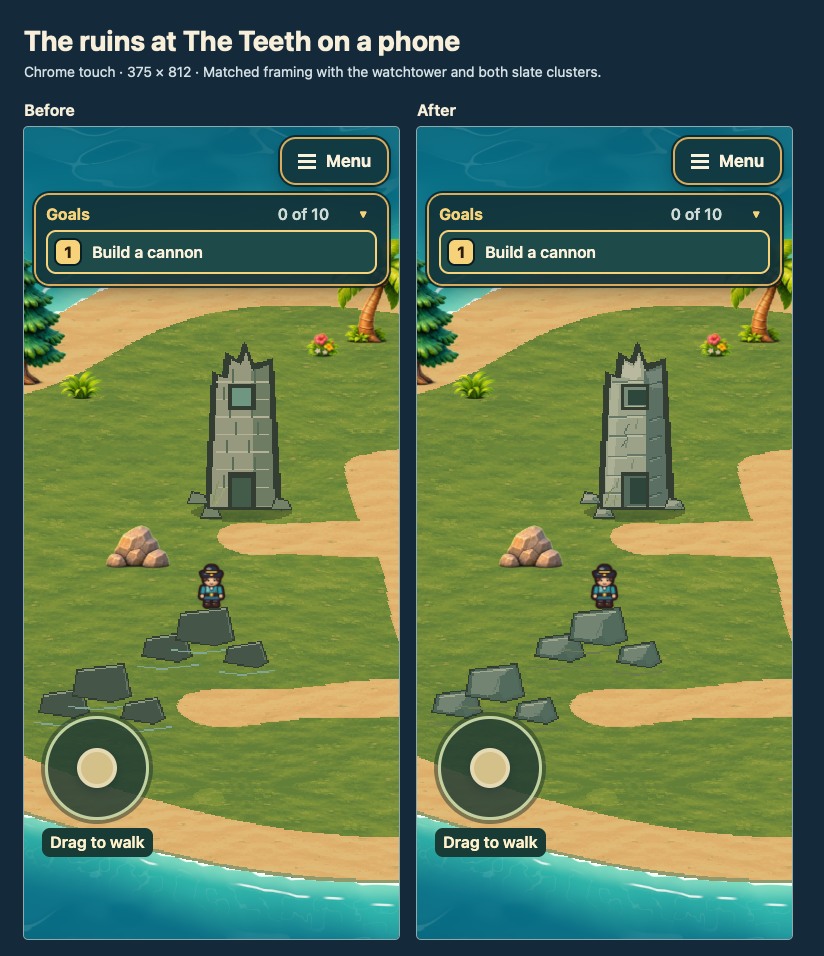 The ruins at The Teeth on a phone
Chrome touch · 375 × 812 · Matched framing with the watchtower and both slate clusters.
Before
After
Menu
Goals 0 of 10
1 Build a cannon
Drag to walk
Menu
Goals 0 of 10
1 Build a cannon
Drag to walk